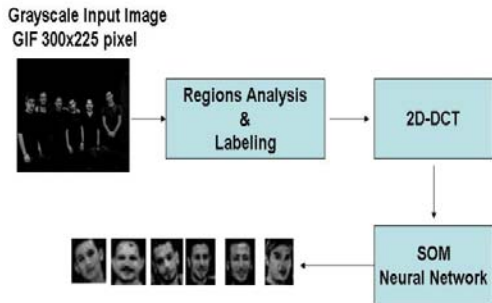 Grayscale Input Image
GIF 300x225 pixel
Regions Analysis
&
Labeling
2D-DCT
SOM
Neural Network